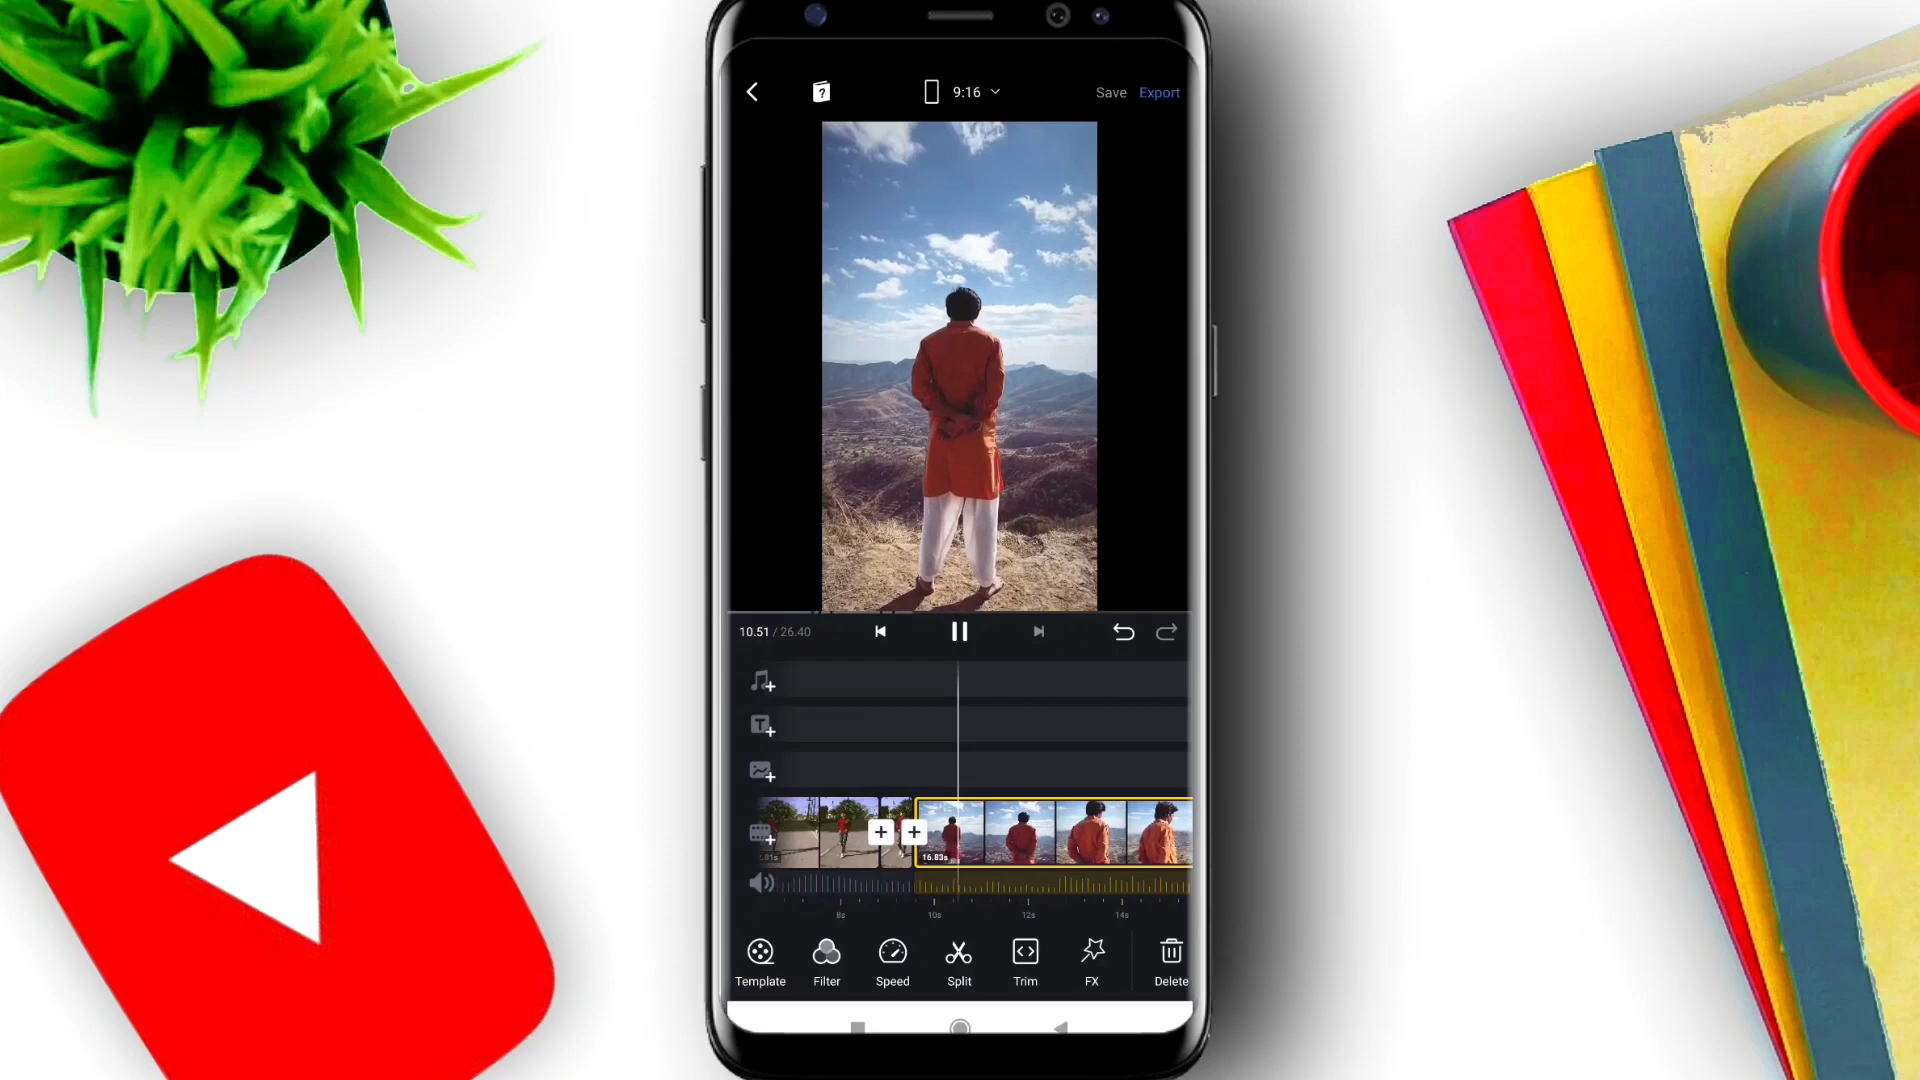 9:16
Save Export
10.51 / 26.40
T
16.83s
8s 10s 12s 14s
Template Filter Speed Split Trim FX Delete